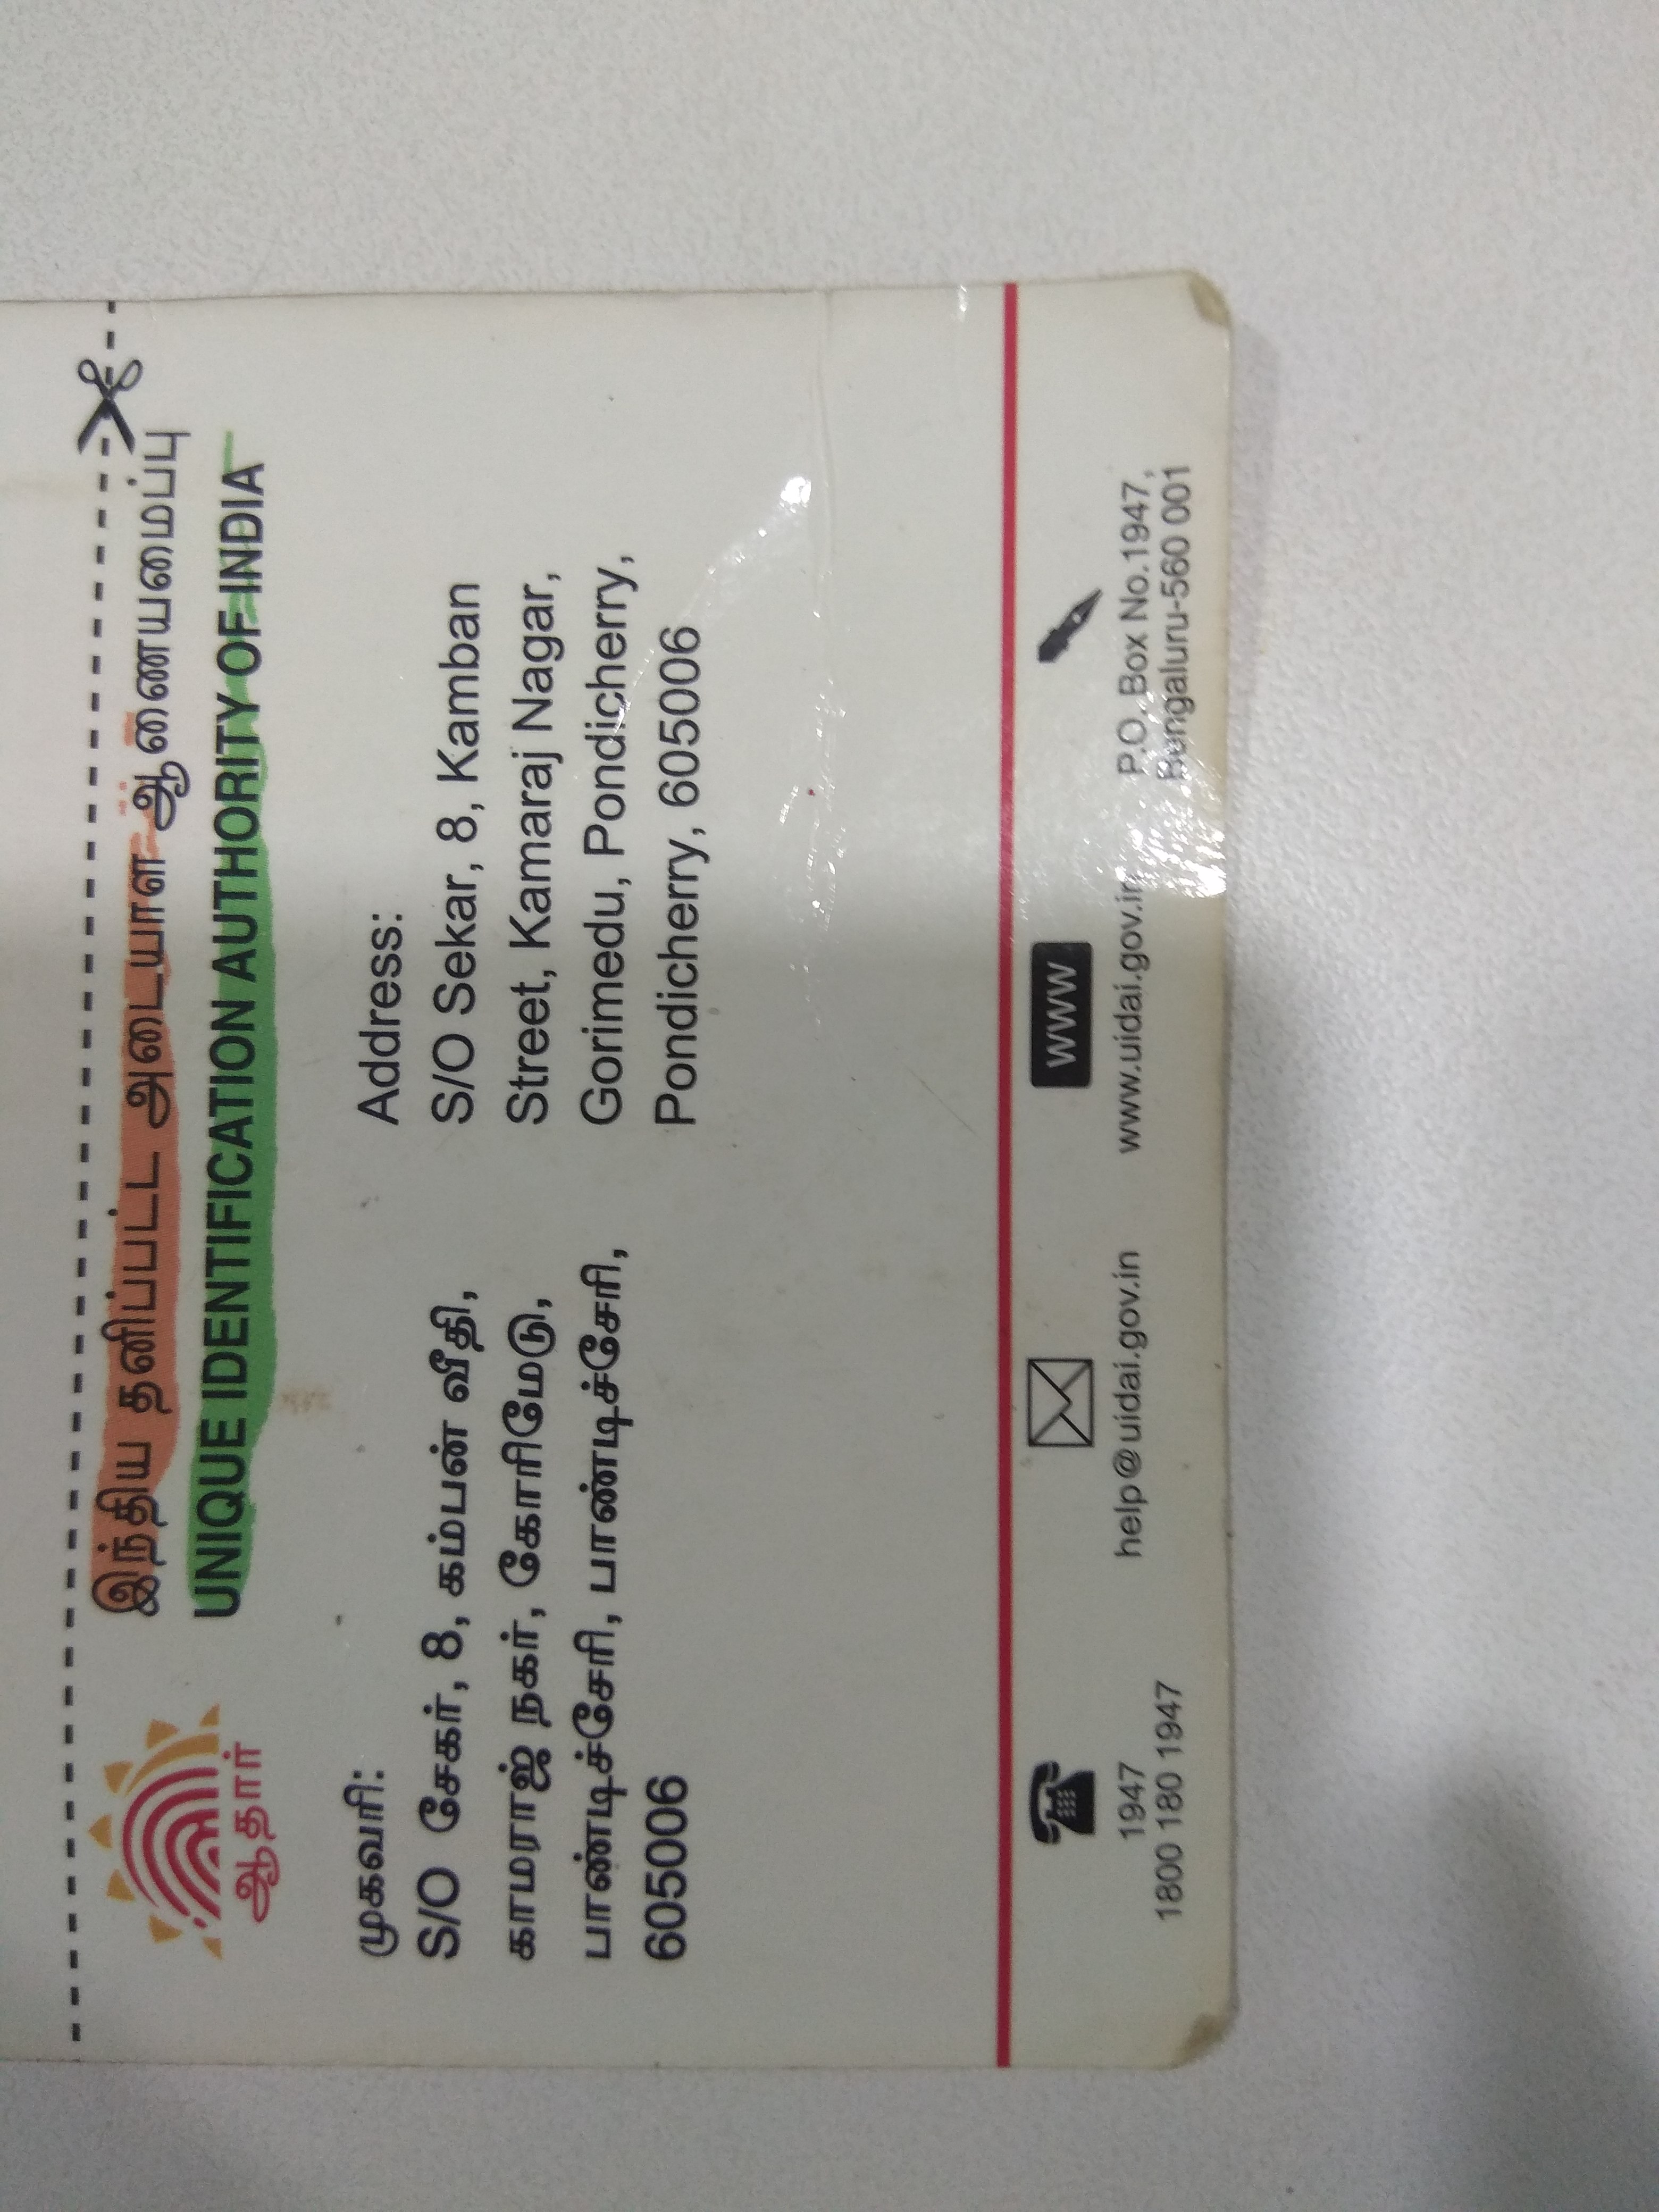 இந்திய தனிப்பட்ட அடையாள ஆணையமைப்பு
UNIQUE IDENTIFICATION AUTHORITY OF INDIA
ஆதார்
முகவரி:
S/O சேகர், 8, கம்பன் வீதி,
காமராஜ் நகர், கோரிமேடு,
பாண்டிச்சேரி, பாண்டிச்சேரி,
605006
Address:
S/O Sekar, 8, Kamban
Street, Kamaraj Nagar,
Gorimedu, Pondicherry,
Pondicherry, 605006
1947
1800 180 1947
help@uidai.gov.in
www
www.uidai.gov.in
P.O. Box No.1947,
Bengaluru-560 001